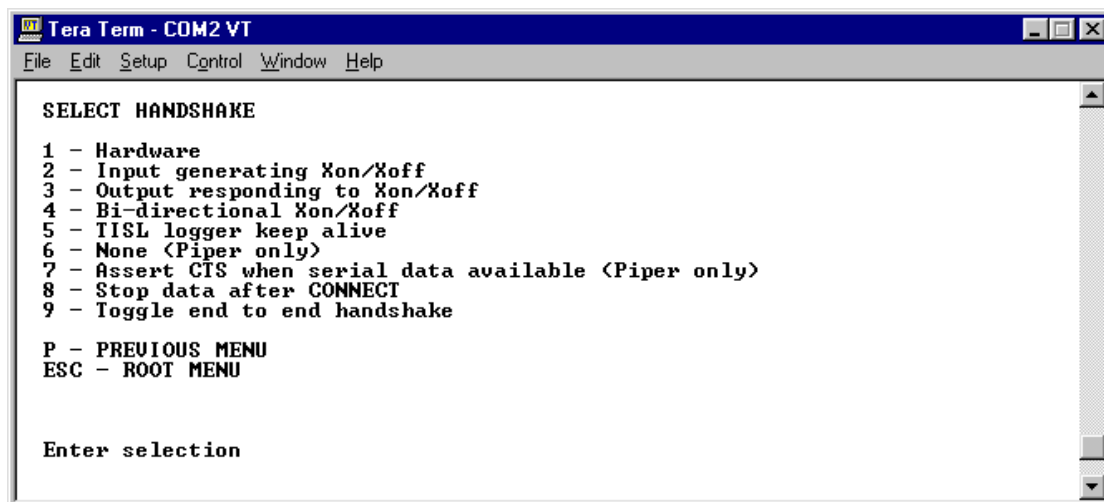 Tera Term - COM2 VT
File Edit Setup Control Window Help
SELECT HANDSHAKE
1 - Hardware
2 - Input generating Xon/Xoff
3 - Output responding to Xon/Xoff
4 - Bi-directional Xon/Xoff
5 - TISL logger keep alive
6 - None (Piper only)
7 - Assert CTS when serial data available (Piper only)
8 - Stop data after CONNECT
9 - Toggle end to end handshake
P - PREVIOUS MENU
ESC - ROOT MENU
Enter selection